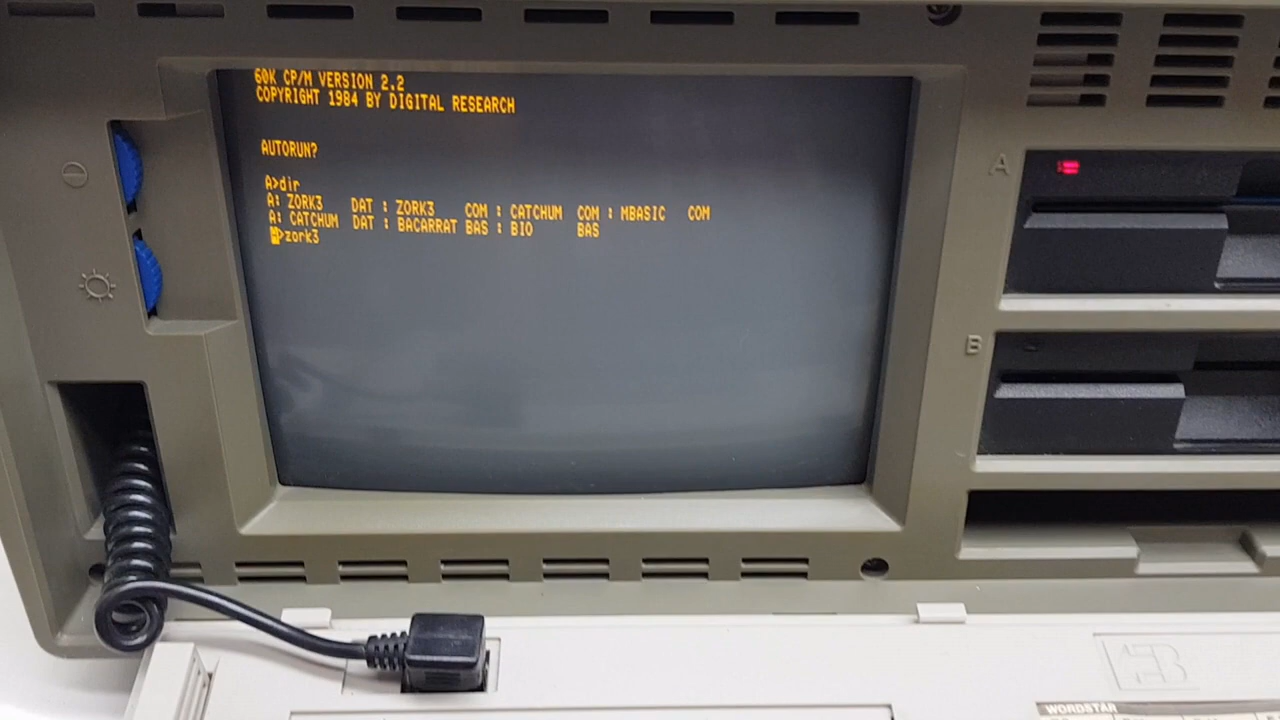 60K CP/M VERSION 2.2
COPYRIGHT 1984 BY DIGITAL RESEARCH
AUTORUN?
A>dir
A: ZORK3 DAT : ZORK3 COM : CATCHUM COM : MBASIC COM
A: CATCHUM DAT : BACARRAT BAS : BIO BAS
A>zork3
A
B
WORDSTAR